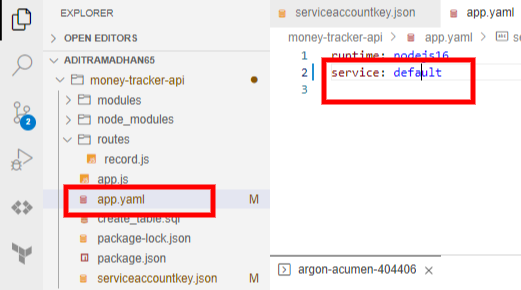 EXPLORER
OPEN EDITORS
ADITRAMADHAN65
money-tracker-api
modules
node_modules
routes
record.js
app.js
app.yaml M
create_table.sql
package-lock.json
package.json
serviceaccountkey.json M
2
serviceaccountkey.json app.yaml
money-tracker-api > app.yaml >
1 runtime: nodejs16
2 service: default
3
argon-acumen-404406